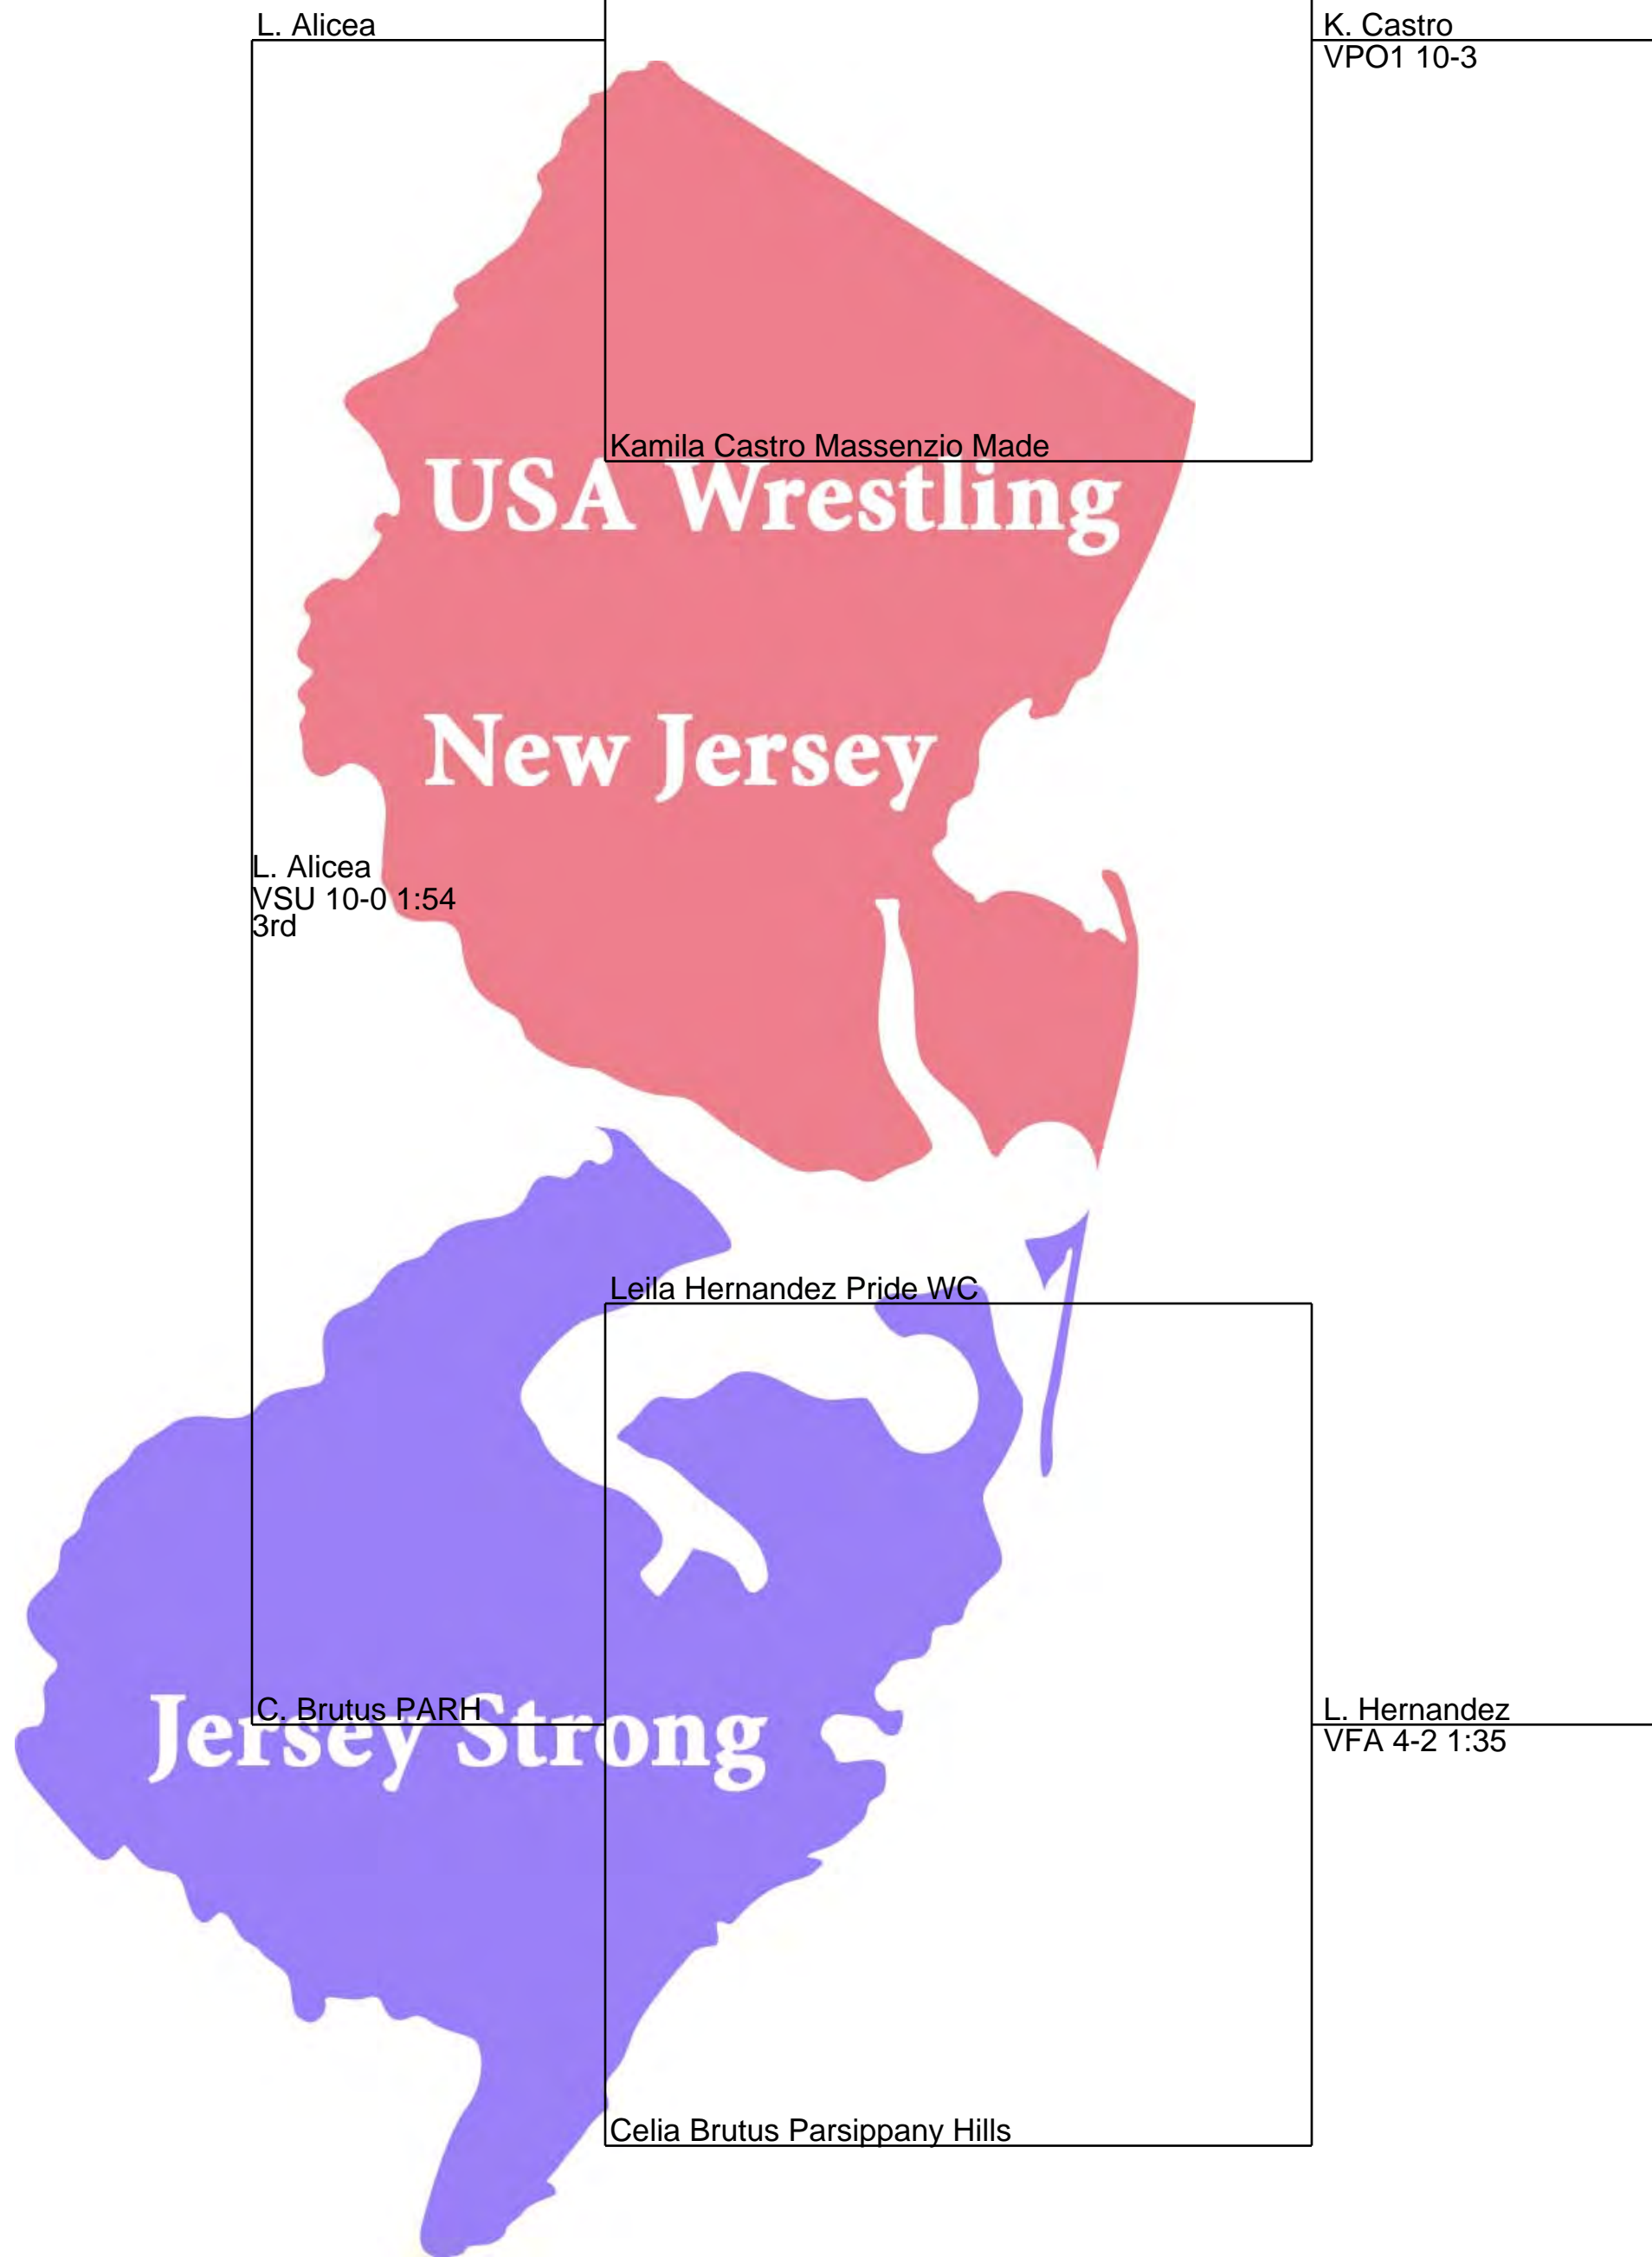 L. Alicea
K. Castro
VPO1 10-3
Kamila Castro Massenzio Made
USA Wrestling
New Jersey
L. Alicea
VSU 10-0 1:54
3rd
Leila Hernandez Pride WC
C. Brutus PARH
Jersey Strong
L. Hernandez
VFA 4-2 1:35
Celia Brutus Parsippany Hills